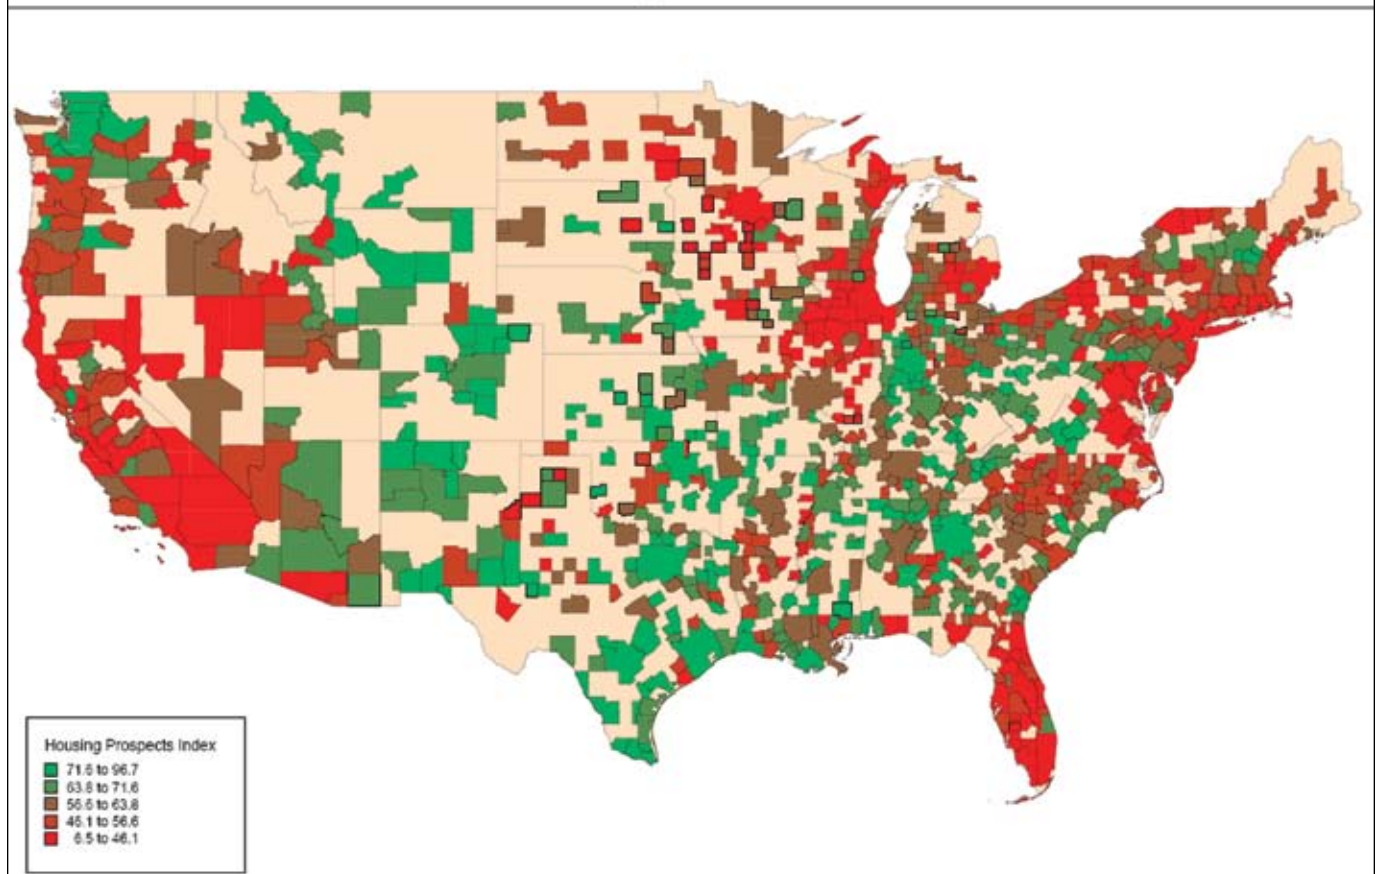 Housing Prospects Index
71.6 to 96.7
63.8 to 71.6
56.6 to 63.8
46.1 to 56.6
6.5 to 46.1